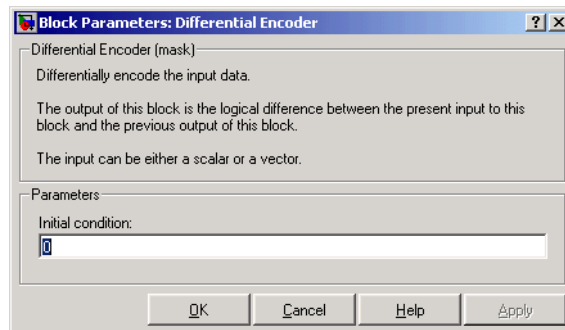 Block Parameters: Differential Encoder
Differential Encoder (mask)
Differentially encode the input data.
The output of this block is the logical difference between the present input to this
block and the previous output of this block.
The input can be either a scalar or a vector.
Parameters
Initial condition:
0
OK Cancel Help Apply